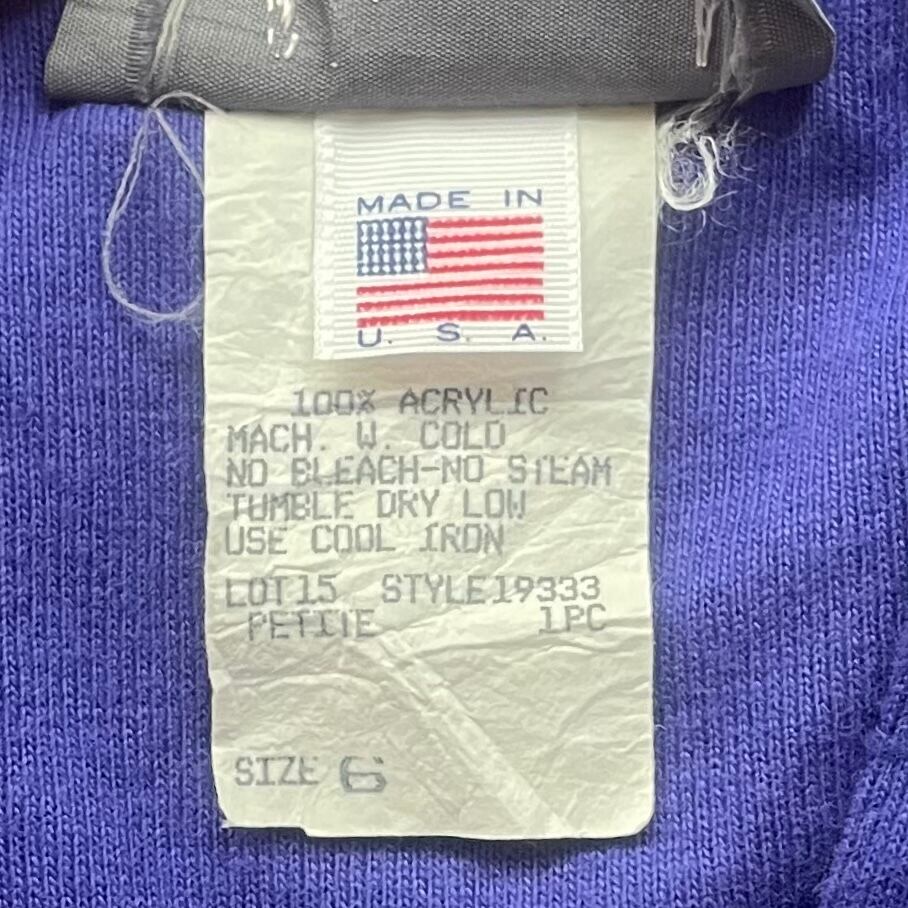 MADE IN
U. S. A.
100% ACRYLIC
MACH. W. COLD
NO BLEACH-NO STEAM
TUMBLE DRY LOW
USE COOL IRON
LOT15 STYLE19333
PETITE 1PC
SIZE 6